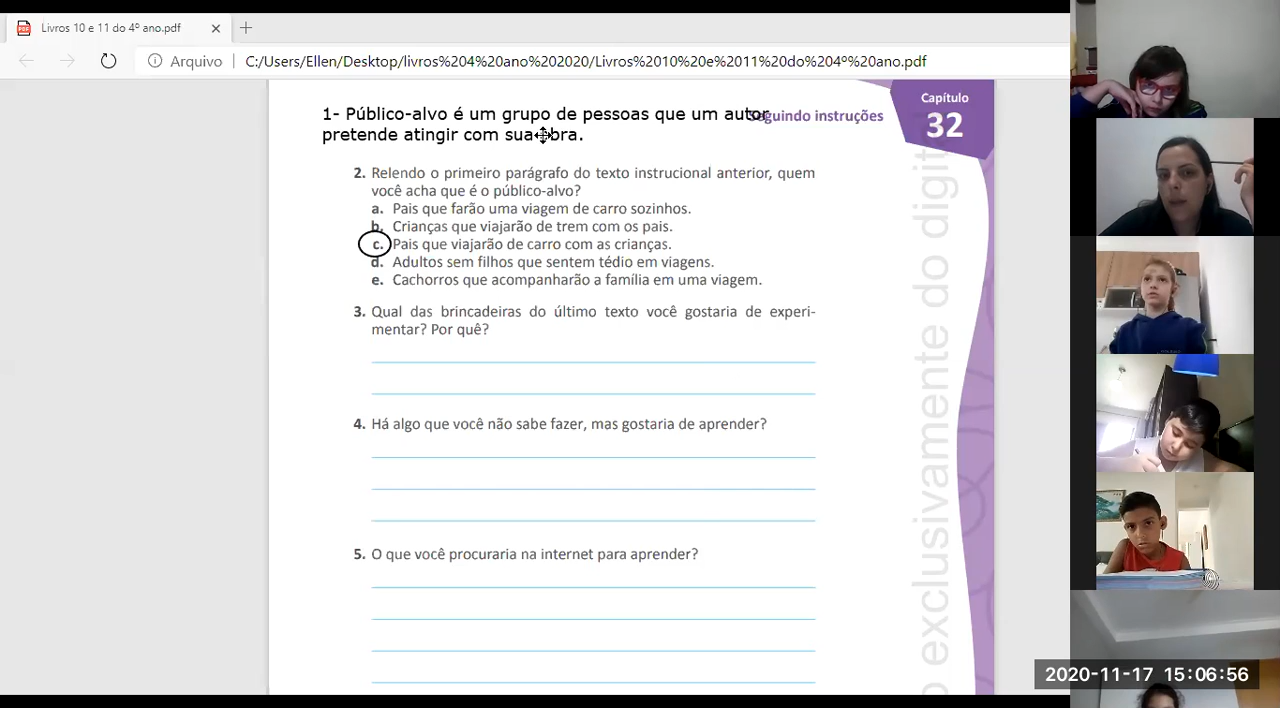 Livros 10 e 11 do 4º ano.pdf
Arquivo
C:/Users/Ellen/Desktop/livros%204%20ano%202020/Livros%2010%20e%2011%20do%204º%20ano.pdf
Capítulo
32
Seguindo instruções
1- Público-alvo é um grupo de pessoas que um autor
pretende atingir com sua obra.
2. Relendo o primeiro parágrafo do texto instrucional anterior, quem
você acha que é o público-alvo?
a. Pais que farão uma viagem de carro sozinhos.
b. Crianças que viajarão de trem com os pais.
c. Pais que viajarão de carro com as crianças.
d. Adultos sem filhos que sentem tédio em viagens.
e. Cachorros que acompanharão a família em uma viagem.
3. Qual das brincadeiras do último texto você gostaria de experi-
mentar? Por quê?
4. Há algo que você não sabe fazer, mas gostaria de aprender?
5. O que você procuraria na internet para aprender?
exclusivamente do digit
2020-11-17 15:06:56